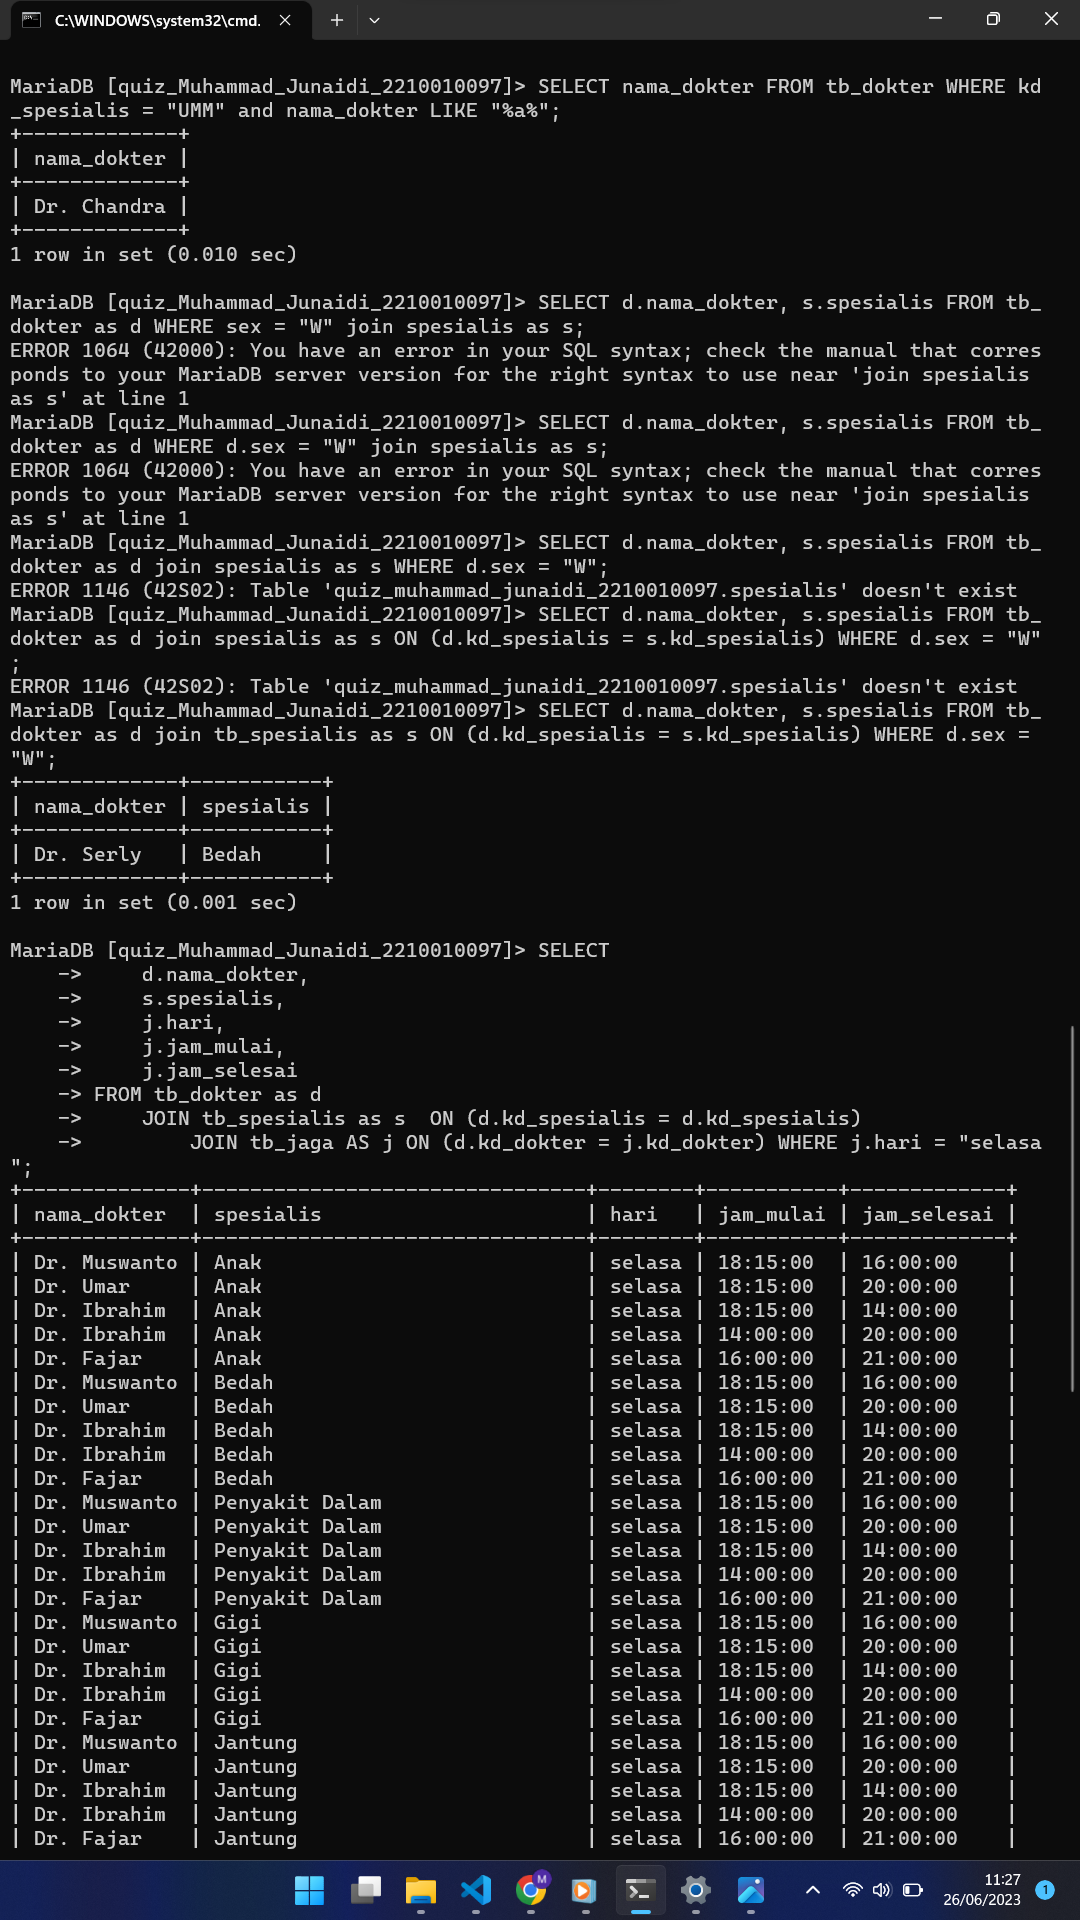 C:\WINDOWS\system32\cmd.
MariaDB [quiz_Muhammad_Junaidi_2210010097]> SELECT nama_dokter FROM tb_dokter WHERE kd
_spesialis = "UMM" and nama_dokter LIKE "%a%";
+-------------+
| nama_dokter |
+-------------+
| Dr. Chandra |
+-------------+
1 row in set (0.010 sec)
MariaDB [quiz_Muhammad_Junaidi_2210010097]> SELECT d.nama_dokter, s.spesialis FROM tb_
dokter as d WHERE sex = "W" join spesialis as s;
ERROR 1064 (42000): You have an error in your SQL syntax; check the manual that corres
ponds to your MariaDB server version for the right syntax to use near 'join spesialis
as s' at line 1
MariaDB [quiz_Muhammad_Junaidi_2210010097]> SELECT d.nama_dokter, s.spesialis FROM tb_
dokter as d WHERE d.sex = "W" join spesialis as s;
ERROR 1064 (42000): You have an error in your SQL syntax; check the manual that corres
ponds to your MariaDB server version for the right syntax to use near 'join spesialis
as s' at line 1
MariaDB [quiz_Muhammad_Junaidi_2210010097]> SELECT d.nama_dokter, s.spesialis FROM tb_
dokter as d join spesialis as s WHERE d.sex = "W";
ERROR 1146 (42S02): Table 'quiz_muhammad_junaidi_2210010097.spesialis' doesn't exist
MariaDB [quiz_Muhammad_Junaidi_2210010097]> SELECT d.nama_dokter, s.spesialis FROM tb_
dokter as d join spesialis as s ON (d.kd_spesialis = s.kd_spesialis) WHERE d.sex = "W"
;
ERROR 1146 (42S02): Table 'quiz_muhammad_junaidi_2210010097.spesialis' doesn't exist
MariaDB [quiz_Muhammad_Junaidi_2210010097]> SELECT d.nama_dokter, s.spesialis FROM tb_
dokter as d join tb_spesialis as s ON (d.kd_spesialis = s.kd_spesialis) WHERE d.sex =
"W";
+-------------+-----------+
| nama_dokter | spesialis |
+-------------+-----------+
| Dr. Serly   | Bedah     |
+-------------+-----------+
1 row in set (0.001 sec)
MariaDB [quiz_Muhammad_Junaidi_2210010097]> SELECT
    ->     d.nama_dokter,
    ->     s.spesialis,
    ->     j.hari,
    ->     j.jam_mulai,
    ->     j.jam_selesai
    -> FROM tb_dokter as d
    ->     JOIN tb_spesialis as s  ON (d.kd_spesialis = d.kd_spesialis)
    ->         JOIN tb_jaga AS j ON (d.kd_dokter = j.kd_dokter) WHERE j.hari = "selasa
";
+--------------+--------------------------------+--------+-----------+-------------+
| nama_dokter  | spesialis                      | hari   | jam_mulai | jam_selesai |
+--------------+--------------------------------+--------+-----------+-------------+
| Dr. Muswanto | Anak                           | selasa | 18:15:00  | 16:00:00    |
| Dr. Umar     | Anak                           | selasa | 18:15:00  | 20:00:00    |
| Dr. Ibrahim  | Anak                           | selasa | 18:15:00  | 14:00:00    |
| Dr. Ibrahim  | Anak                           | selasa | 14:00:00  | 20:00:00    |
| Dr. Fajar    | Anak                           | selasa | 16:00:00  | 21:00:00    |
| Dr. Muswanto | Bedah                          | selasa | 18:15:00  | 16:00:00    |
| Dr. Umar     | Bedah                          | selasa | 18:15:00  | 20:00:00    |
| Dr. Ibrahim  | Bedah                          | selasa | 18:15:00  | 14:00:00    |
| Dr. Ibrahim  | Bedah                          | selasa | 14:00:00  | 20:00:00    |
| Dr. Fajar    | Bedah                          | selasa | 16:00:00  | 21:00:00    |
| Dr. Muswanto | Penyakit Dalam                 | selasa | 18:15:00  | 16:00:00    |
| Dr. Umar     | Penyakit Dalam                 | selasa | 18:15:00  | 20:00:00    |
| Dr. Ibrahim  | Penyakit Dalam                 | selasa | 18:15:00  | 14:00:00    |
| Dr. Ibrahim  | Penyakit Dalam                 | selasa | 14:00:00  | 20:00:00    |
| Dr. Fajar    | Penyakit Dalam                 | selasa | 16:00:00  | 21:00:00    |
| Dr. Muswanto | Gigi                           | selasa | 18:15:00  | 16:00:00    |
| Dr. Umar     | Gigi                           | selasa | 18:15:00  | 20:00:00    |
| Dr. Ibrahim  | Gigi                           | selasa | 18:15:00  | 14:00:00    |
| Dr. Ibrahim  | Gigi                           | selasa | 14:00:00  | 20:00:00    |
| Dr. Fajar    | Gigi                           | selasa | 16:00:00  | 21:00:00    |
| Dr. Muswanto | Jantung                        | selasa | 18:15:00  | 16:00:00    |
| Dr. Umar     | Jantung                        | selasa | 18:15:00  | 20:00:00    |
| Dr. Ibrahim  | Jantung                        | selasa | 18:15:00  | 14:00:00    |
| Dr. Ibrahim  | Jantung                        | selasa | 14:00:00  | 20:00:00    |
| Dr. Fajar    | Jantung                        | selasa | 16:00:00  | 21:00:00    |
M
11:27
26/06/2023
1